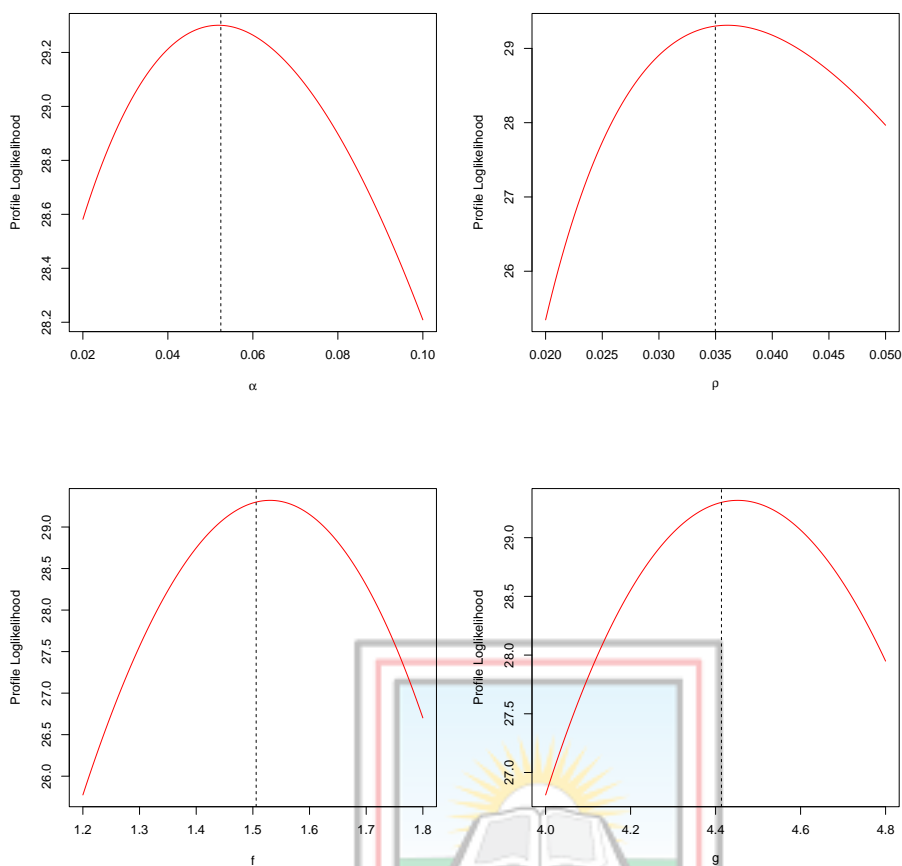 Profile Loglikelihood
28.2 28.4 28.6 28.8 29.0 29.2
0.02 0.04 0.06 0.08 0.10
α
Profile Loglikelihood
26 27 28 29
0.020 0.025 0.030 0.035 0.040 0.045 0.050
ρ
Profile Loglikelihood
26.0 26.5 27.0 27.5 28.0 28.5 29.0
1.2 1.3 1.4 1.5 1.6 1.7 1.8
f
Profile Loglikelihood
27.0 27.5 28.0 28.5 29.0
4.0 4.2 4.4 4.6 4.8
g